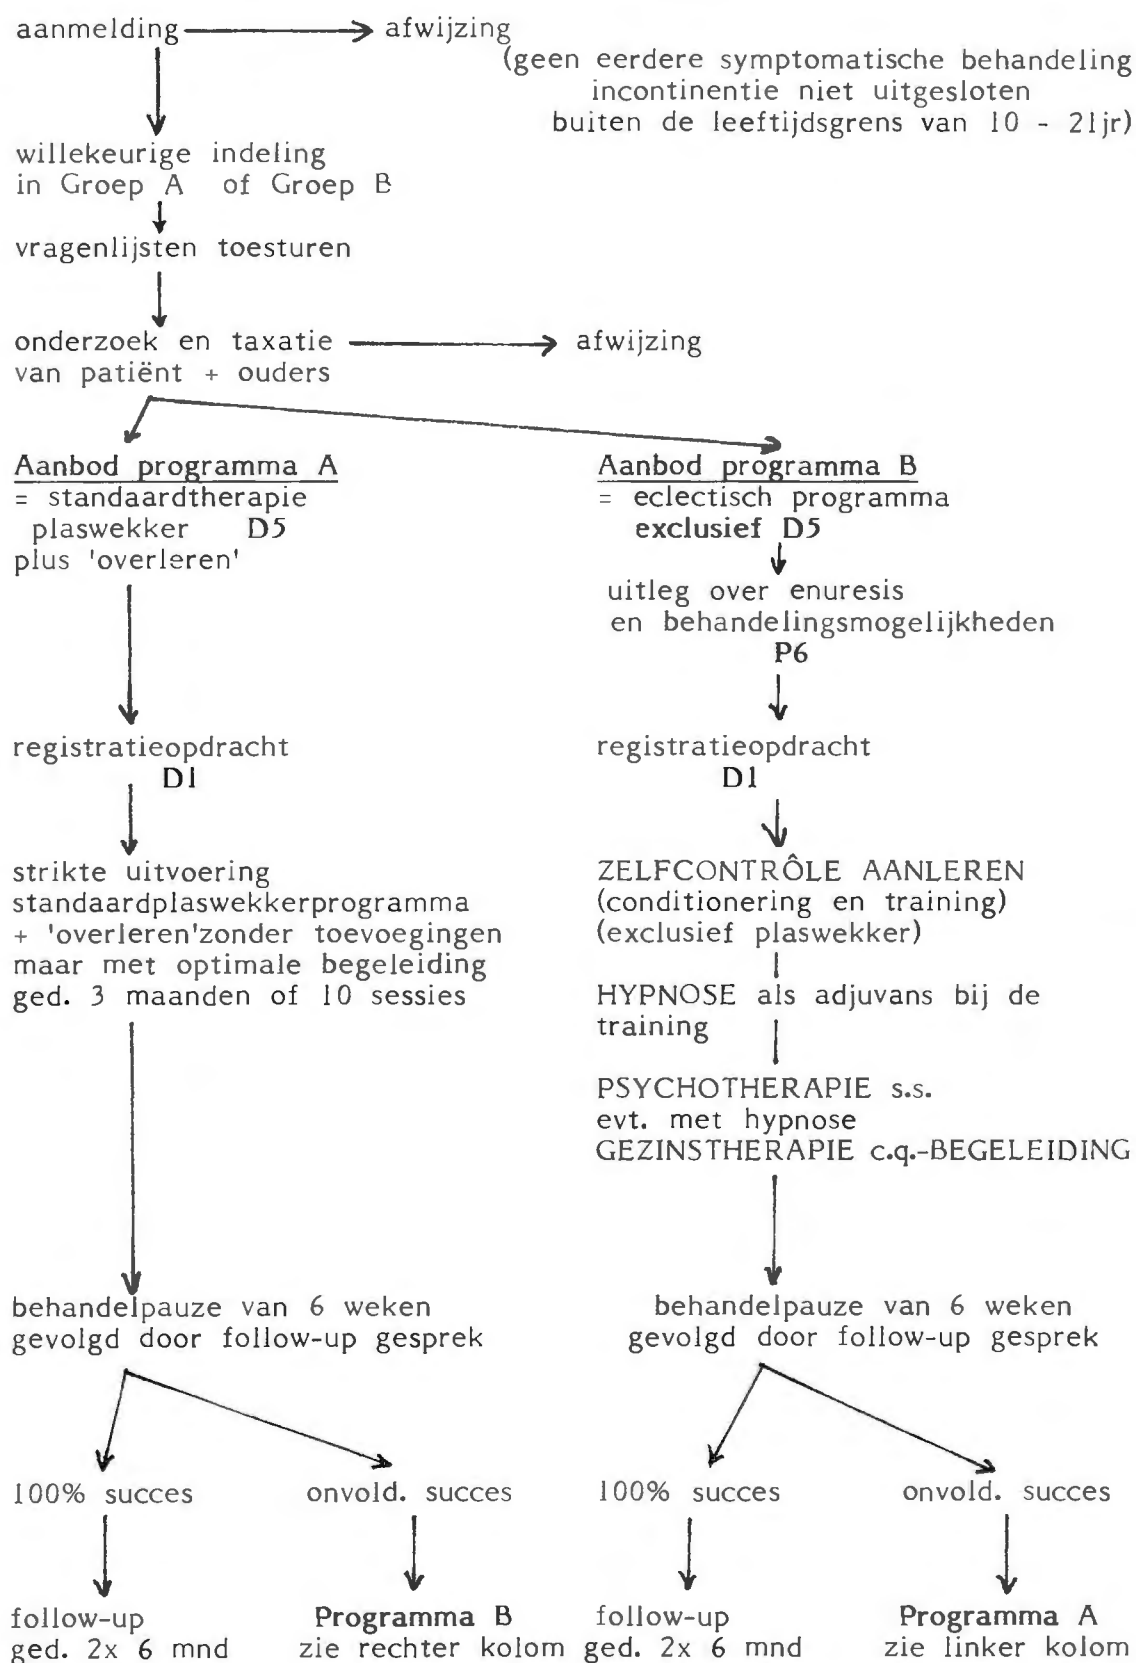 aanmelding afwijzing
(geen eerdere symptomatische behandeling
incontinentie niet uitgesloten
buiten de leeftijdsgrens van 10 - 21jr)
willekeurige indeling
in Groep A of Groep B
vragenlijsten toesturen
onderzoek en taxatie afwijzing
van patiënt + ouders
Aanbod programma A
= standaardtherapie
plaswekker D5
plus 'overleren'
registratieopdracht
D1
strikte uitvoering
standaardplaswekkerprogramma
+ 'overleren'zonder toevoegingen
maar met optimale begeleiding
ged. 3 maanden of 10 sessies
behandelpauze van 6 weken
gevolgd door follow-up gesprek
100% succes onvold. succes
follow-up Programma B
ged. 2x 6 mnd zie rechter kolom
Aanbod programma B
= eclectisch programma
exclusief D5
uitleg over enuresis
en behandelingsmogelijkheden
P6
registratieopdracht
D1
ZELFCONTRÔLE AANLEREN
(conditionering en training)
(exclusief plaswekker)
HYPNOSE als adjuvans bij de
training
PSYCHOTHERAPIE s.s.
evt. met hypnose
GEZINSTHERAPIE c.q.-BEGELEIDING
behandelpauze van 6 weken
gevolgd door follow-up gesprek
100% succes onvold. succes
follow-up Programma A
ged. 2x 6 mnd zie linker kolom